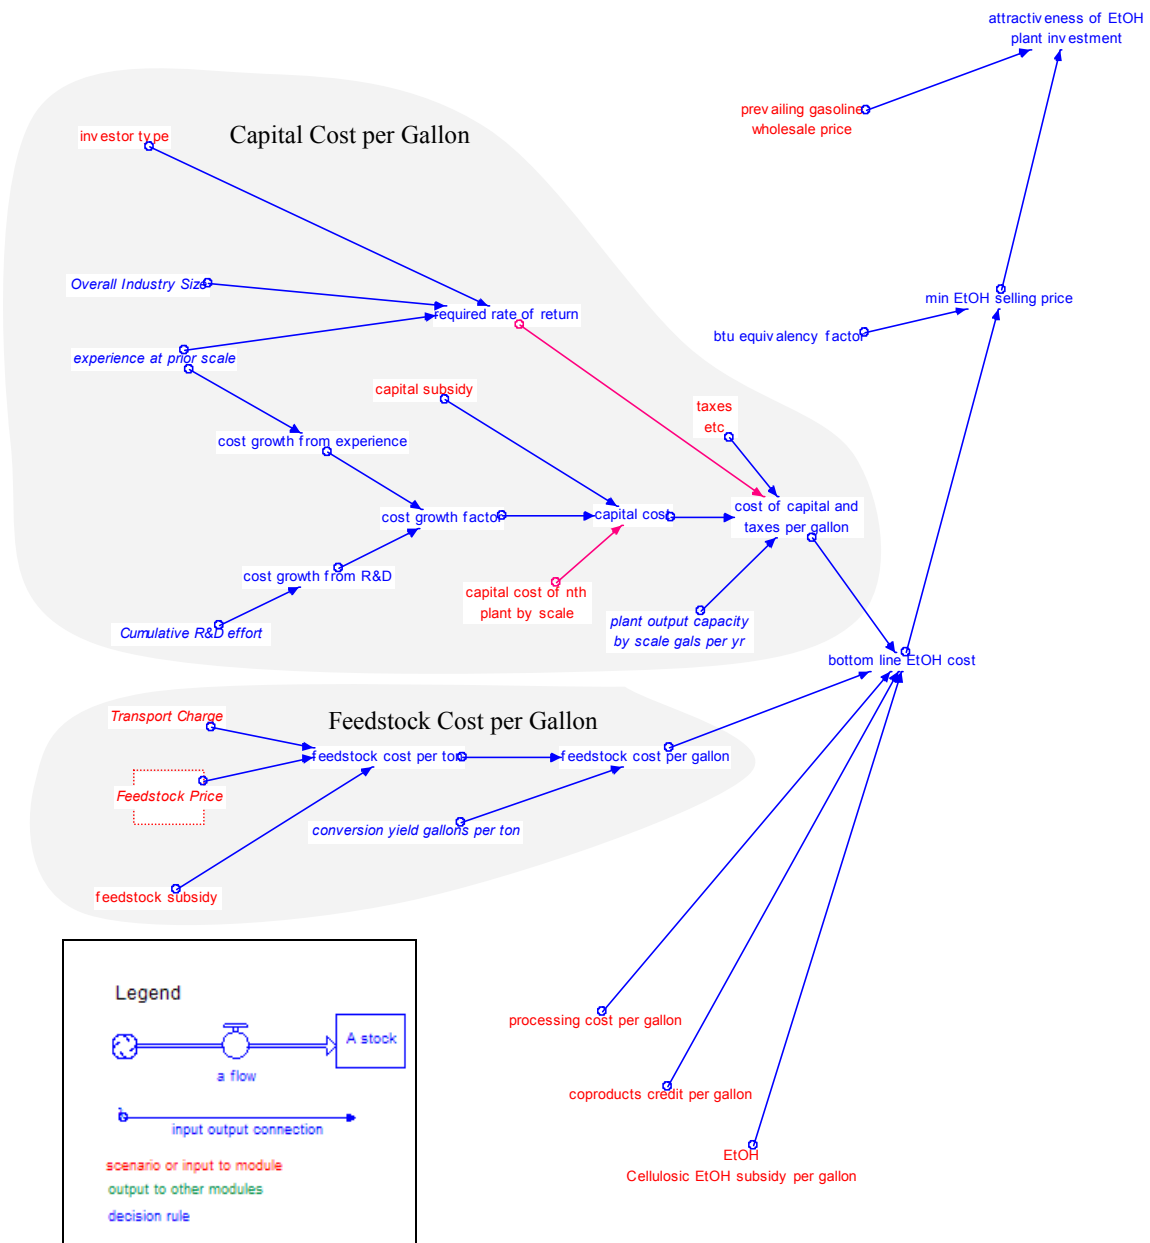 attractiveness of EtOH
plant investment
prevailing gasoline
wholesale price
Capital Cost per Gallon
investor type
Overall Industry Size
required rate of return
min EtOH selling price
btu equivalency factor
experience at prior scale
capital subsidy
taxes
etc
cost growth from experience
cost growth factor
capital cost
cost of capital and
taxes per gallon
cost growth from R&D
capital cost of nth
plant by scale
plant output capacity
by scale gals per yr
Cumulative R&D effort
bottom line EtOH cost
Transport Charge
Feedstock Cost per Gallon
feedstock cost per ton
feedstock cost per gallon
Feedstock Price
conversion yield gallons per ton
feedstock subsidy
Legend
A stock
a flow
input output connection
scenario or input to module
output to other modules
decision rule
processing cost per gallon
coproducts credit per gallon
EtOH
Cellulosic EtOH subsidy per gallon